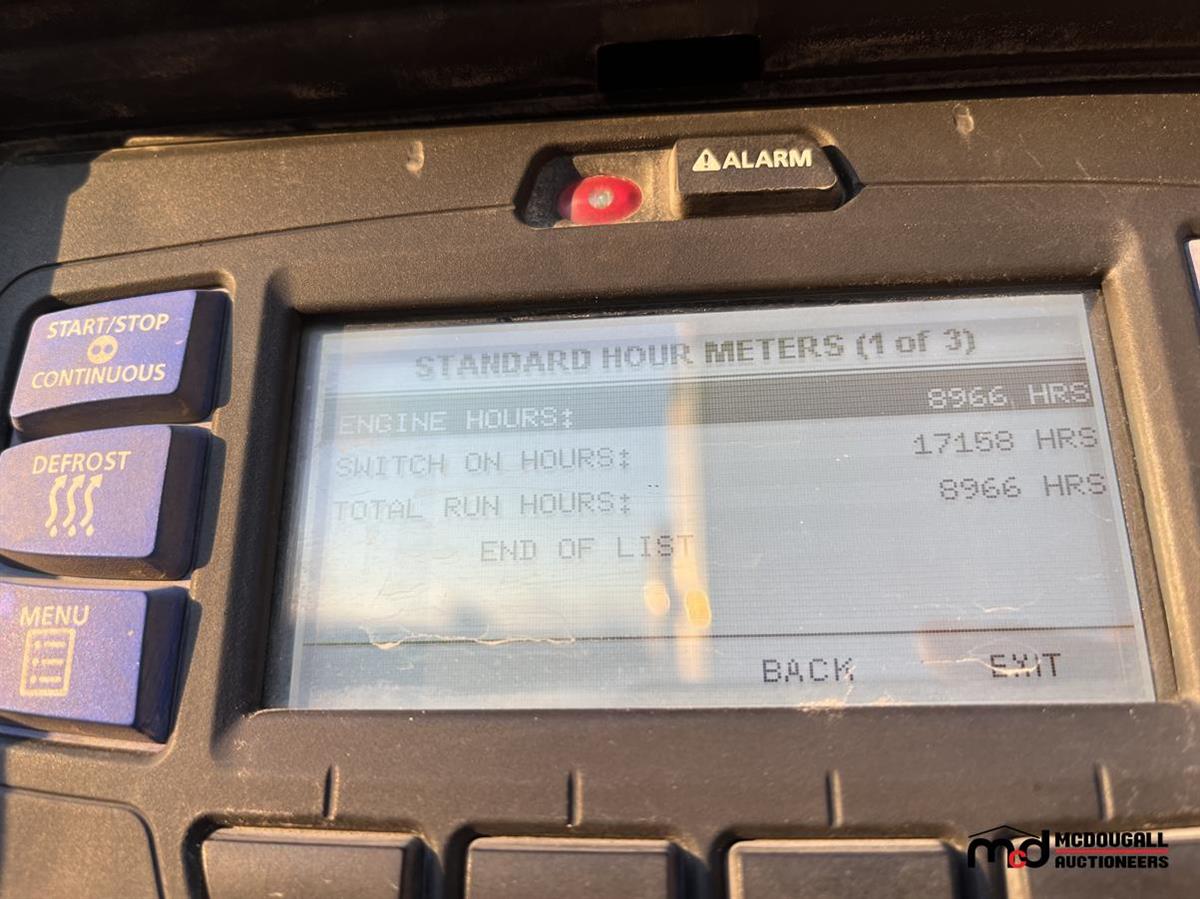 ALARM
START/STOP
CONTINUOUS
DEFROST
MENU
STANDARD HOUR METERS (1 of 3)
ENGINE HOURS: 8966 HRS
SWITCH ON HOURS: 17158 HRS
TOTAL RUN HOURS: 8966 HRS
END OF LIST
BACK EXIT
mcd MCDOUGALL
AUCTIONEERS